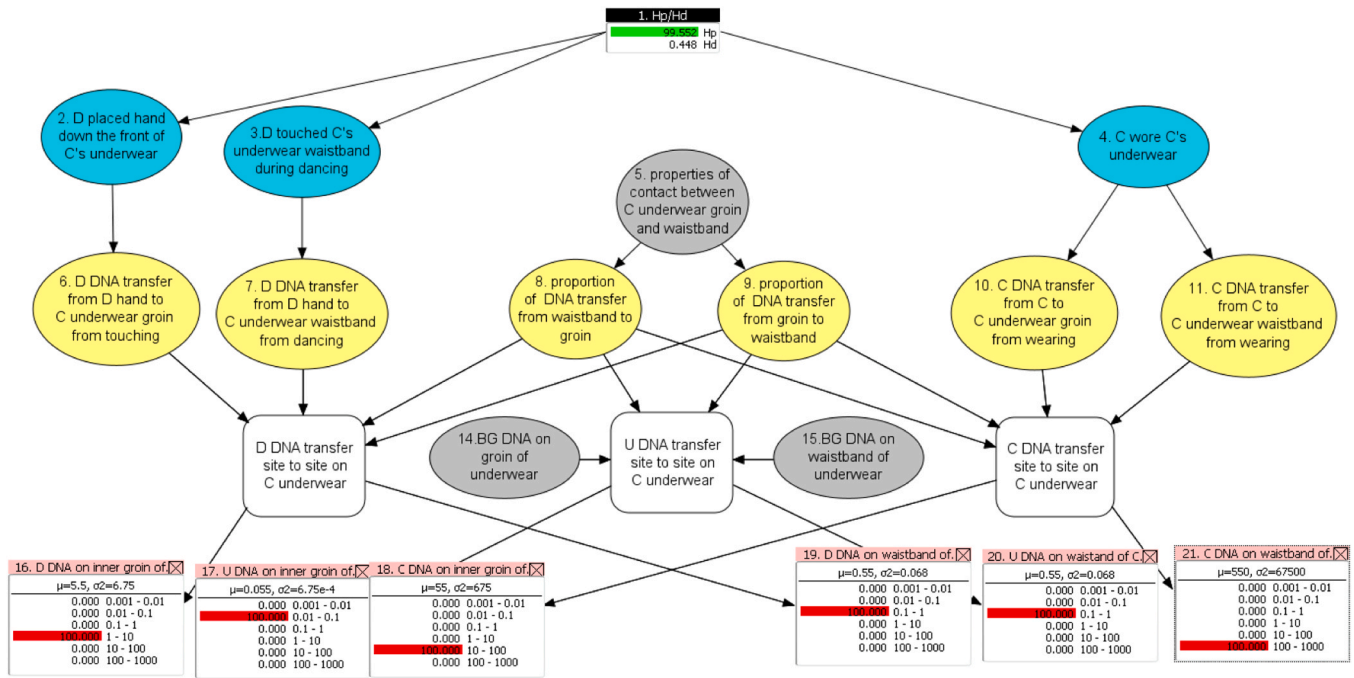 1. Hp/Hd
99.552 Hp
0.448 Hd
2. D placed hand
down the front of
C's underwear
3.D touched C's
underwear waistband
during dancing
4. C wore C's
underwear
5. properties of
contact between
C underwear groin
and waistband
6. D DNA transfer
from D hand to
C underwear groin
from touching
7. D DNA transfer
from D hand to
C underwear waistband
from dancing
8. proportion
of DNA transfer
from waistband to
groin
9. proportion
of DNA transfer
from groin to
waistband
10. C DNA transfer
from C to
C underwear groin
from wearing
11. C DNA transfer
from C to
C underwear waistband
from wearing
D DNA transfer
site to site on
C underwear
14.BG DNA on
groin of
underwear
U DNA transfer
site to site on
C underwear
15.BG DNA on
waistband of
underwear
C DNA transfer
site to site on
C underwear
16. D DNA on inner groin of.
μ=5.5, σ2=6.75
0.000 0.001 - 0.01
0.000 0.01 - 0.1
0.000 0.1 - 1
100.000 1 - 10
0.000 10 - 100
0.000 100 - 1000
17. U DNA on inner groin of.
μ=0.055, σ2=6.75e-4
0.000 0.001 - 0.01
100.000 0.01 - 0.1
0.000 0.1 - 1
0.000 1 - 10
0.000 10 - 100
0.000 100 - 1000
18. C DNA on inner groin of.
μ=55, σ2=675
0.000 0.001 - 0.01
0.000 0.01 - 0.1
0.000 0.1 - 1
0.000 1 - 10
100.000 10 - 100
0.000 100 - 1000
19. D DNA on waistband of.
μ=0.55, σ2=0.068
0.000 0.001 - 0.01
0.000 0.01 - 0.1
100.000 0.1 - 1
0.000 1 - 10
0.000 10 - 100
0.000 100 - 1000
20. U DNA on waistand of C.
μ=0.55, σ2=0.068
0.000 0.001 - 0.01
0.000 0.01 - 0.1
100.000 0.1 - 1
0.000 1 - 10
0.000 10 - 100
0.000 100 - 1000
21. C DNA on waistband of.
μ=550, σ2=67500
0.000 0.001 - 0.01
0.000 0.01 - 0.1
0.000 0.1 - 1
0.000 1 - 10
0.000 10 - 100
100.000 100 - 1000